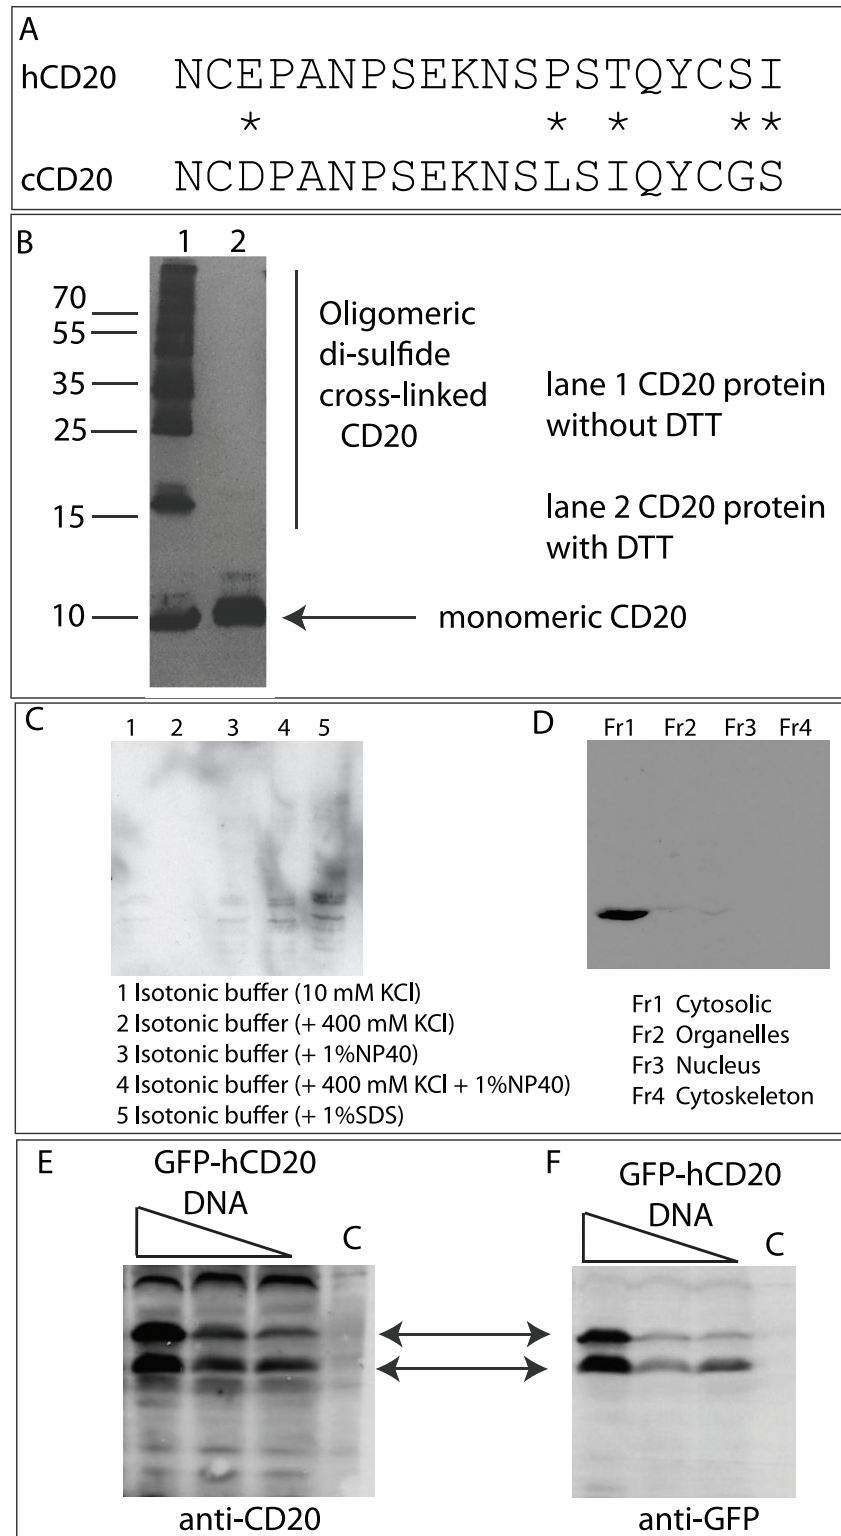 A
hCD20 NCEPANPSEKNSPSTQYCSI
* * * * *
cCD20 NCDPANPSEKNSLSIQYCGS
B
1 2
70
55
35
25
15
10
Oligomeric
di-sulfide
cross-linked
CD20
lane 1 CD20 protein
without DTT
lane 2 CD20 protein
with DTT
monomeric CD20
C
1 2 3 4 5
1 Isotonic buffer (10 mM KCl)
2 Isotonic buffer (+ 400 mM KCl)
3 Isotonic buffer (+ 1%NP40)
4 Isotonic buffer (+ 400 mM KCl + 1%NP40)
5 Isotonic buffer (+ 1%SDS)
D
Fr1 Fr2 Fr3 Fr4
Fr1 Cytosolic
Fr2 Organelles
Fr3 Nucleus
Fr4 Cytoskeleton
E
GFP-hCD20
DNA
C
anti-CD20
F
GFP-hCD20
DNA
C
anti-GFP